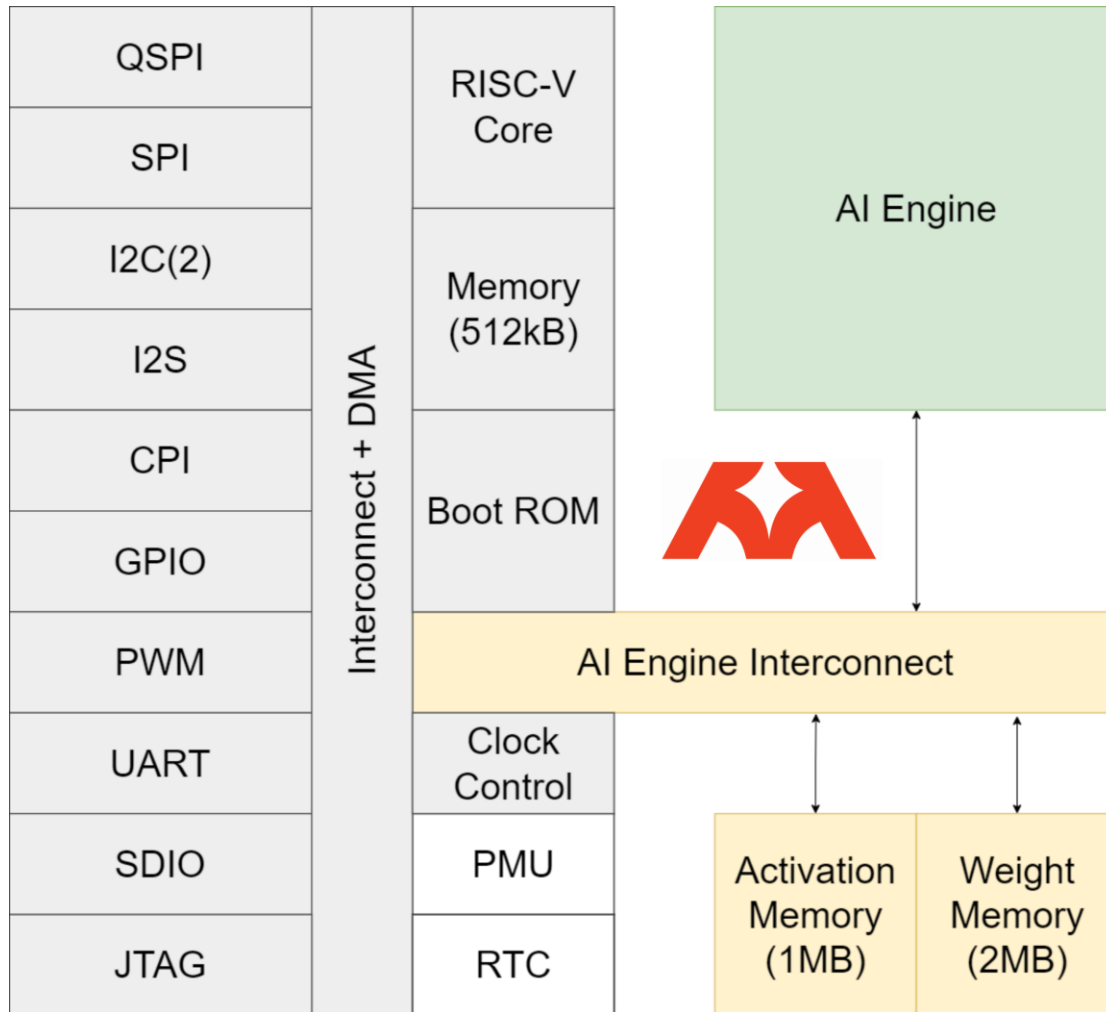 QSPI
SPI
I2C(2)
I2S
CPI
GPIO
PWM
UART
SDIO
JTAG
Interconnect + DMA
RISC-V
Core
Memory
(512kB)
Boot ROM
AI Engine Interconnect
Clock
Control
PMU
RTC
AI Engine
Activation
Memory
(1MB)
Weight
Memory
(2MB)